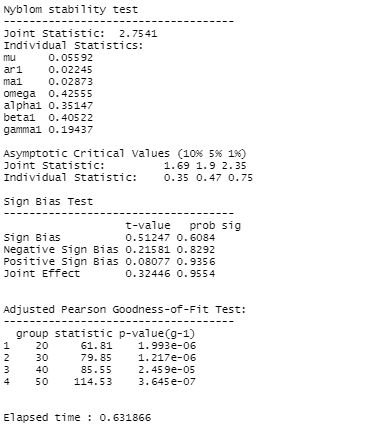 Nyblom stability test
------------------------------------
Joint Statistic:  2.7541
Individual Statistics:
mu     0.05592
ar1    0.02245
ma1    0.02873
omega  0.42555
alpha1 0.35147
beta1  0.40522
gamma1 0.19437

Asymptotic Critical Values (10% 5% 1%)
Joint Statistic:         1.69 1.9 2.35
Individual Statistic:    0.35 0.47 0.75

Sign Bias Test
------------------------------------
                   t-value   prob sig
Sign Bias          0.51247 0.6084
Negative Sign Bias 0.21581 0.8292
Positive Sign Bias 0.08077 0.9356
Joint Effect       0.32446 0.9554


Adjusted Pearson Goodness-of-Fit Test:
------------------------------------
  group statistic p-value(g-1)
1    20     61.81    1.993e-06
2    30     79.85    1.217e-06
3    40     85.55    2.459e-05
4    50    114.53    3.645e-07


Elapsed time : 0.631866